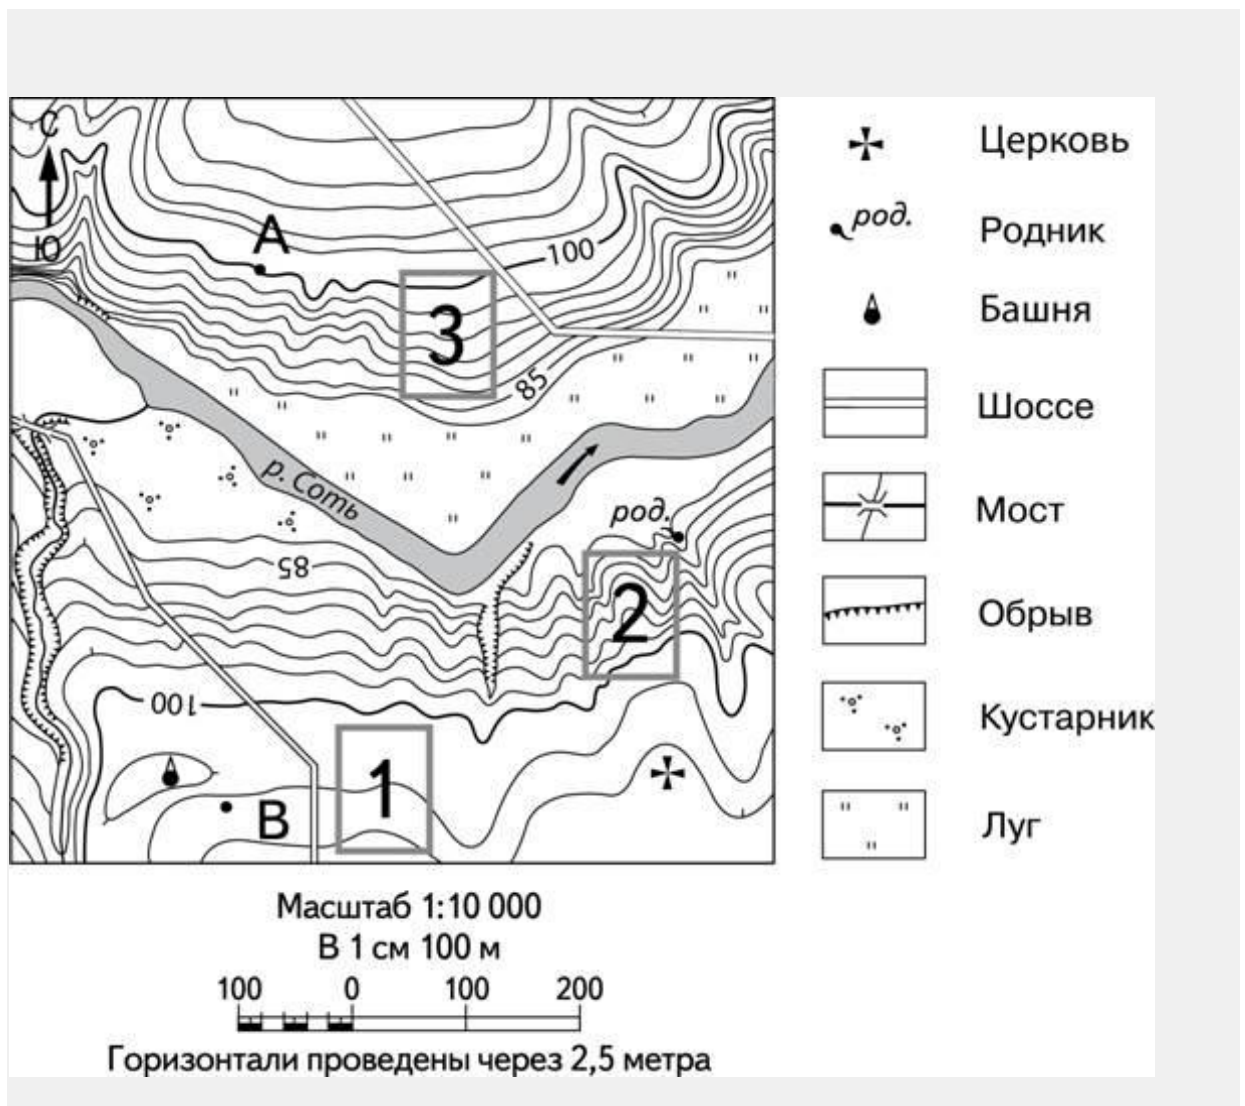 С
Ю
А
100
3
85
р. Соть
род.
85
2
100
1
В
Церковь
род.
Родник
Башня
Шоссе
Мост
Обрыв
Кустарник
Луг
Масштаб 1:10 000
В 1 см 100 м
100 0 100 200
Горизонтали проведены через 2,5 метра